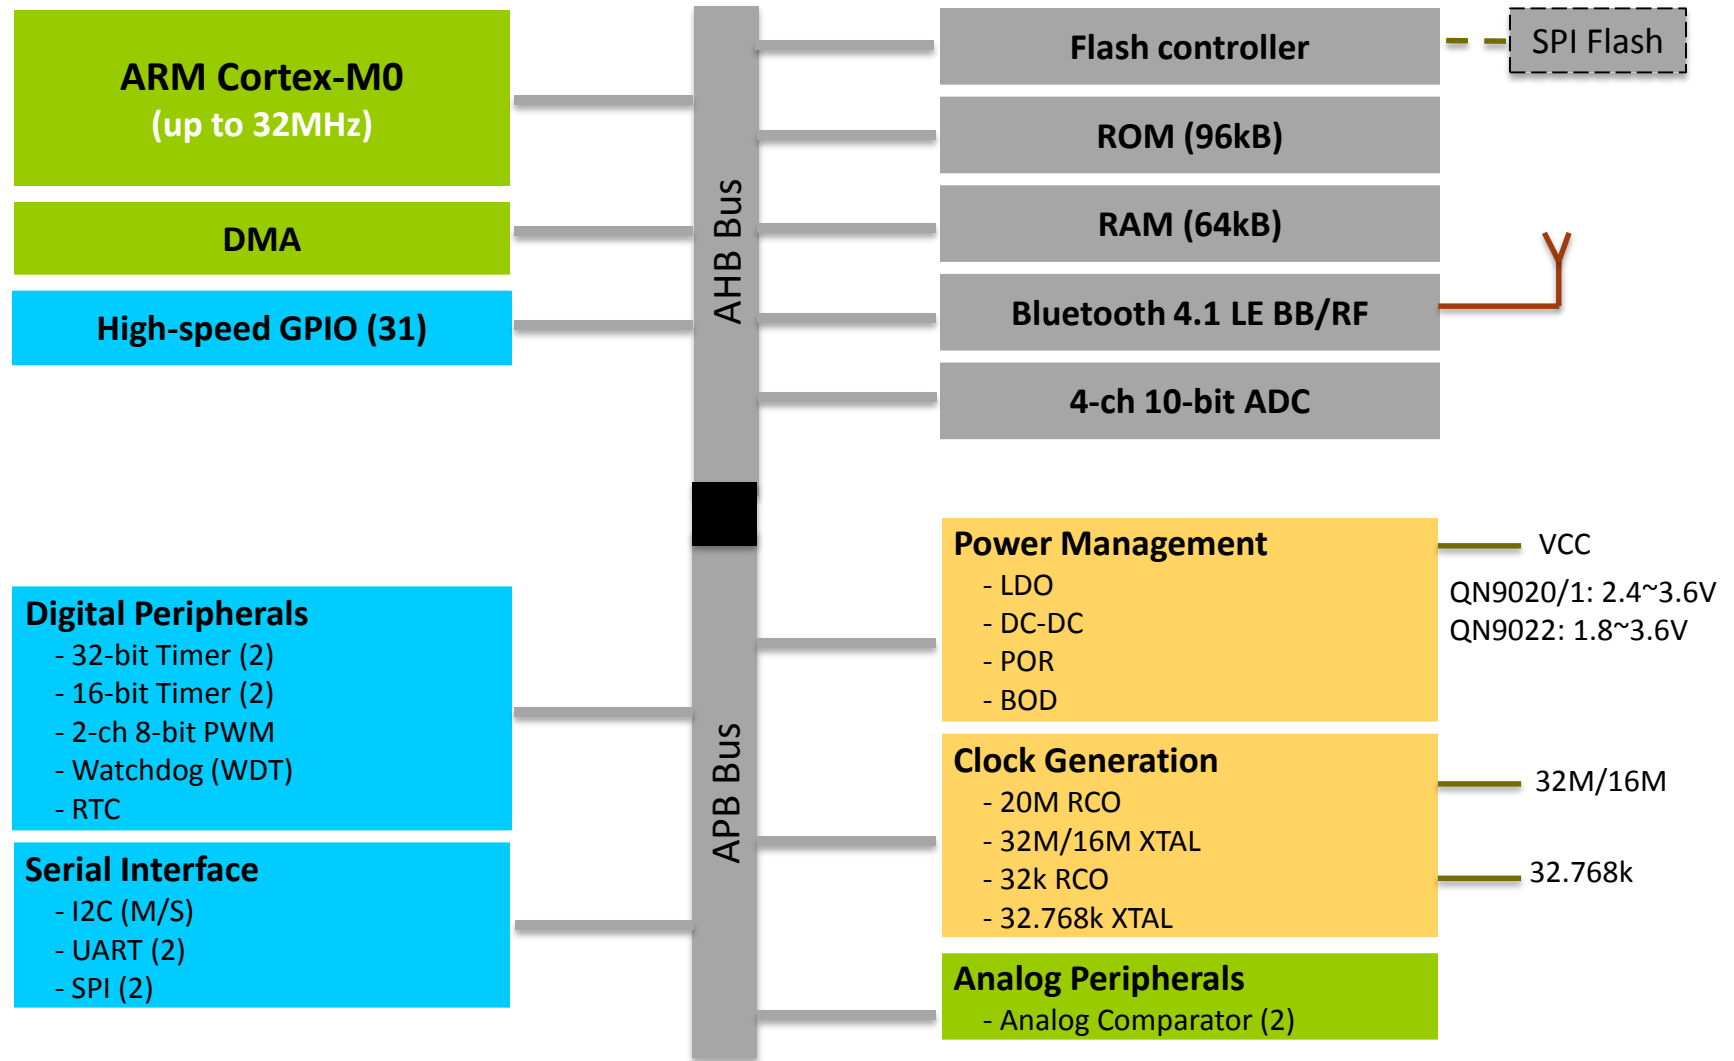 ARM Cortex-M0
(up to 32MHz)
DMA
High-speed GPIO (31)
AHB Bus
Flash controller
SPI Flash
ROM (96kB)
RAM (64kB)
Bluetooth 4.1 LE BB/RF
4-ch 10-bit ADC
Digital Peripherals
- 32-bit Timer (2)
- 16-bit Timer (2)
- 2-ch 8-bit PWM
- Watchdog (WDT)
- RTC
Serial Interface
- I2C (M/S)
- UART (2)
- SPI (2)
APB Bus
Power Management
- LDO
- DC-DC
- POR
- BOD
VCC
QN9020/1: 2.4~3.6V
QN9022: 1.8~3.6V
Clock Generation
- 20M RCO
- 32M/16M XTAL
- 32k RCO
- 32.768k XTAL
32M/16M
32.768k
Analog Peripherals
- Analog Comparator (2)